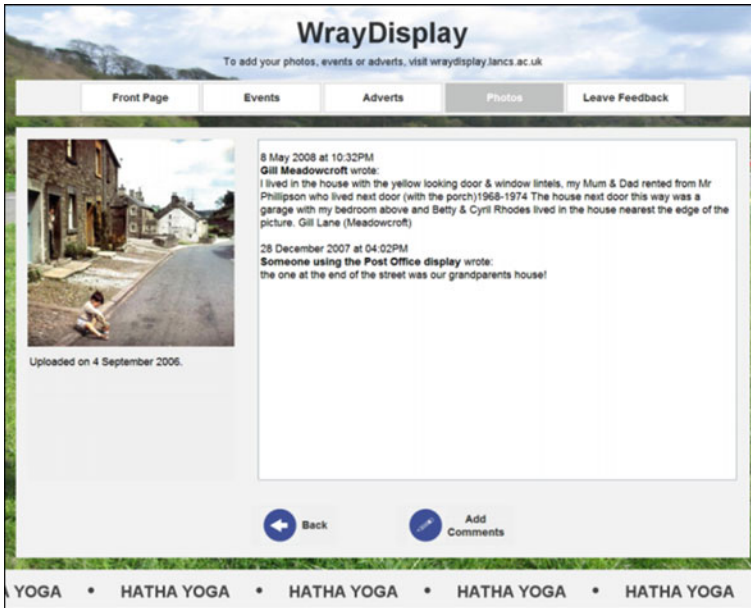 WrayDisplay
To add your photos, events or adverts, visit wraydisplay.lancs.ac.uk
Front Page
Events
Adverts
Photos
Leave Feedback
8 May 2008 at 10:32PM
Gill Meadowcroft wrote:
I lived in the house with the yellow looking door & window lintels, my Mum & Dad rented from Mr
Phillipson who lived next door (with the porch)1968-1974 The house next door this way was a
garage with my bedroom above and Betty & Cyril Rhodes lived in the house nearest the edge of the
picture. Gill Lane (Meadowcroft)
28 December 2007 at 04:02PM
Someone using the Post Office display wrote:
the one at the end of the street was our grandparents house!
Uploaded on 4 September 2006.
Back
Add
Comments
A YOGA • HATHA YOGA • HATHA YOGA • HATHA YOGA • HATHA YOGA